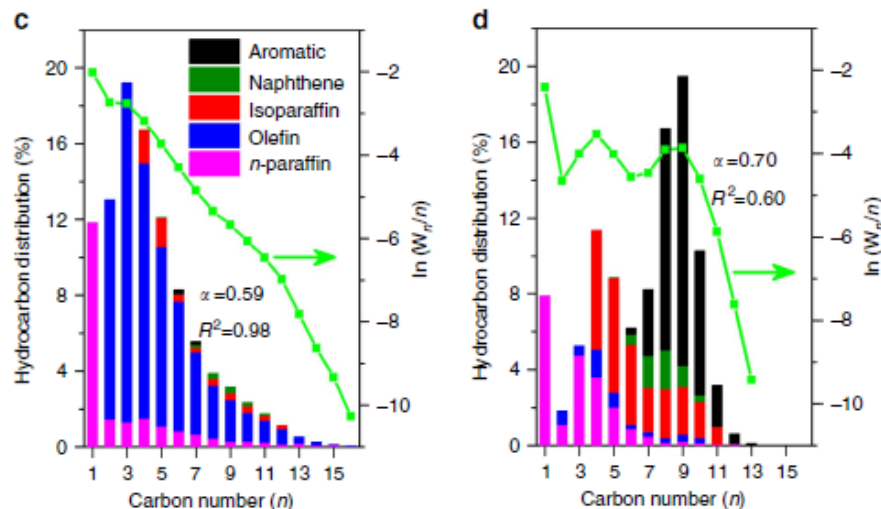 c
Hydrocarbon distribution (%)
20
16
12
8
4
0
Aromatic
Naphthene
Isoparaffin
Olefin
n-paraffin
α=0.59
R²=0.98
−2
−4
−6
−8
−10
ln (Wn/n)
1 3 5 7 9 11 13 15
Carbon number (n)
d
Hydrocarbon distribution (%)
20
16
12
8
4
0
α=0.70
R²=0.60
−2
−4
−6
−8
−10
ln (Wn/n)
1 3 5 7 9 11 13 15
Carbon number (n)